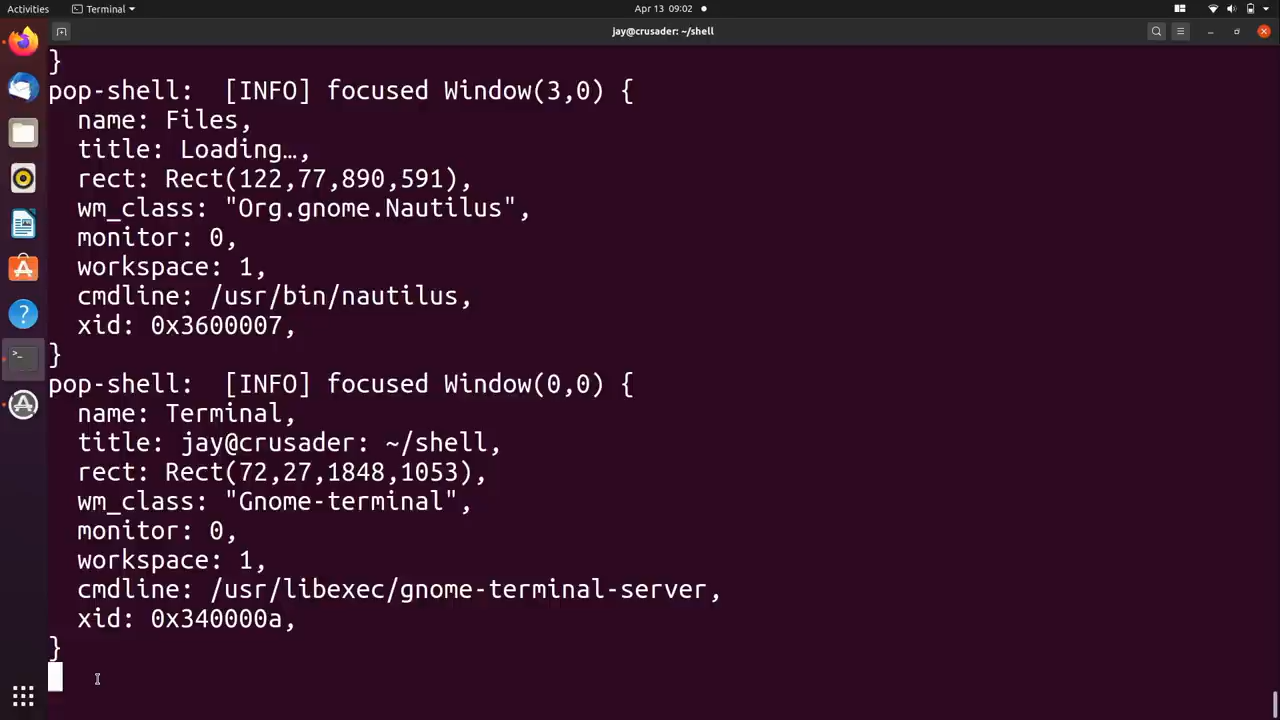 Activities
Terminal
Apr 13 09:02
jay@crusader: ~/shell
}
pop-shell:  [INFO] focused Window(3,0) {
  name: Files,
  title: Loading…,
  rect: Rect(122,77,890,591),
  wm_class: "Org.gnome.Nautilus",
  monitor: 0,
  workspace: 1,
  cmdline: /usr/bin/nautilus,
  xid: 0x3600007,
}
pop-shell:  [INFO] focused Window(0,0) {
  name: Terminal,
  title: jay@crusader: ~/shell,
  rect: Rect(72,27,1848,1053),
  wm_class: "Gnome-terminal",
  monitor: 0,
  workspace: 1,
  cmdline: /usr/libexec/gnome-terminal-server,
  xid: 0x340000a,
}